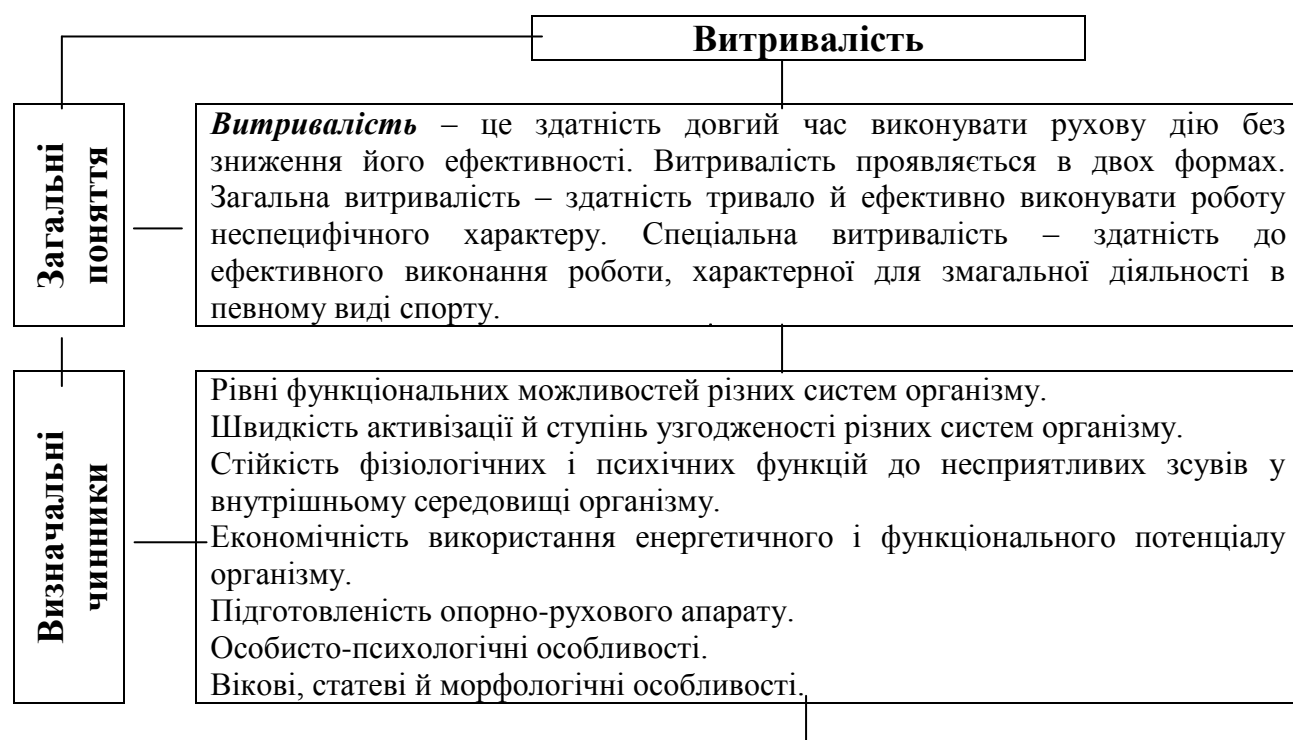 Витривалість
Загальні
поняття
Витривалість – це здатність довгий час виконувати рухову дію без
зниження його ефективності. Витривалість проявляється в двох формах.
Загальна витривалість – здатність тривало й ефективно виконувати роботу
неспецифічного характеру. Спеціальна витривалість – здатність до
ефективного виконання роботи, характерної для змагальної діяльності в
певному виді спорту.
Визначальні
чинники
Рівні функціональних можливостей різних систем організму.
Швидкість активізації й ступінь узгодженості різних систем організму.
Стійкість фізіологічних і психічних функцій до несприятливих зсувів у
внутрішньому середовищі організму.
Економічність використання енергетичного і функціонального потенціалу
організму.
Підготовленість опорно-рухового апарату.
Особисто-психологічні особливості.
Вікові, статеві й морфологічні особливості.